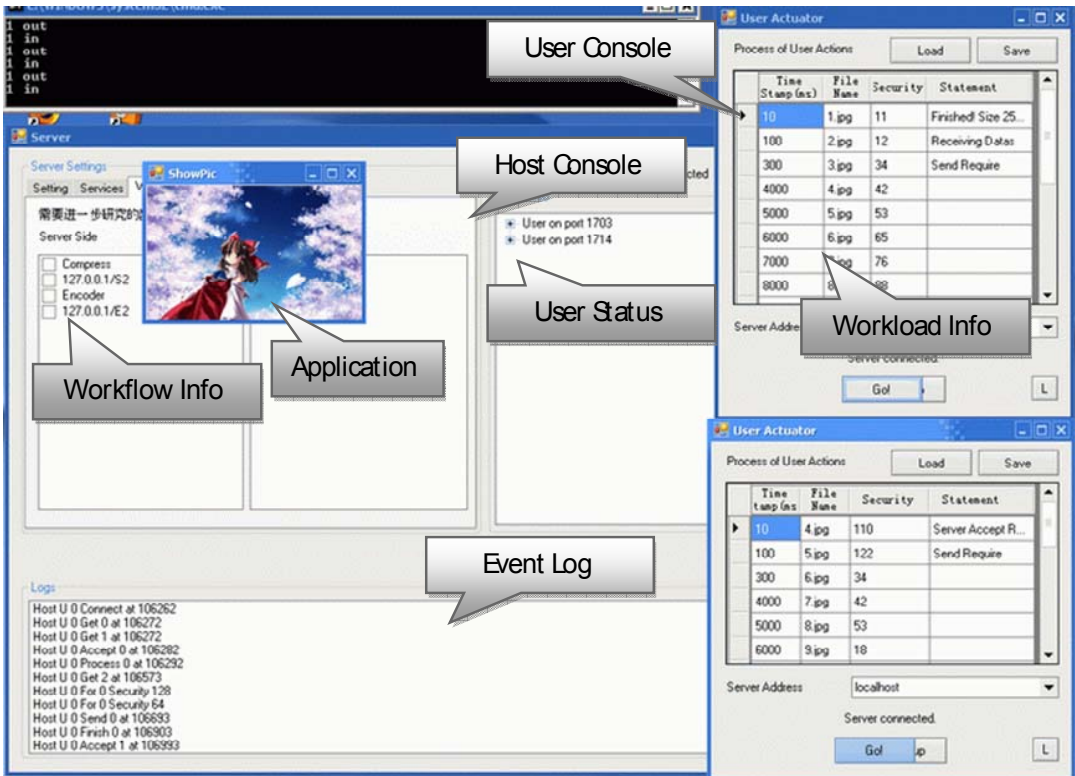 C:\WINDOWS\system32\cmd.exe
1 out
1 in
1 out
1 in
1 out
1 in
User Console
Server
Server Settings
Setting Services
ShowPic
需要进一步研究的
Server Side
Compress
127.0.0.1/S2
Encoder
127.0.0.1/E2
Workflow Info
Application
Host Console
User on port 1703
User on port 1714
User Status
Event Log
Logs
Host U 0 Connect at 106262
Host U 0 Get 0 at 106272
Host U 0 Get 1 at 106272
Host U 0 Accept 0 at 106282
Host U 0 Process 0 at 106292
Host U 0 Get 2 at 106573
Host U 0 For 0 Security 128
Host U 0 For 0 Security 64
Host U 0 Send 0 at 106693
Host U 0 Finish 0 at 106903
Host U 0 Accept 1 at 106993
User Actuator
Process of User Actions Load Save
Time Stamp(ms) File Name Security Statement
10 1.jpg 11 Finished! Size 25...
100 2.jpg 12 Receiving Datas
300 3.jpg 34 Send Require
4000 4.jpg 42
5000 5.jpg 53
6000 6.jpg 65
7000 76
8000
Workload Info
Server connected.
Go! L
User Actuator
Process of User Actions Load Save
Time tamp(ms File Name Security Statement
10 4.jpg 110 Server Accept R...
100 5.jpg 122 Send Require
300 6.jpg 34
4000 7.jpg 42
5000 8.jpg 53
6000 9.jpg 18
Server Address localhost
Server connected.
Go! L